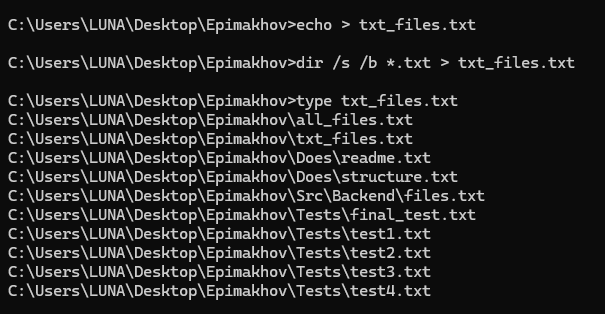 C:\Users\LUNA\Desktop\Epimakhov>echo > txt_files.txt
C:\Users\LUNA\Desktop\Epimakhov>dir /s /b *.txt > txt_files.txt
C:\Users\LUNA\Desktop\Epimakhov>type txt_files.txt
C:\Users\LUNA\Desktop\Epimakhov\all_files.txt
C:\Users\LUNA\Desktop\Epimakhov\txt_files.txt
C:\Users\LUNA\Desktop\Epimakhov\Does\readme.txt
C:\Users\LUNA\Desktop\Epimakhov\Does\structure.txt
C:\Users\LUNA\Desktop\Epimakhov\Src\Backend\files.txt
C:\Users\LUNA\Desktop\Epimakhov\Tests\final_test.txt
C:\Users\LUNA\Desktop\Epimakhov\Tests\test1.txt
C:\Users\LUNA\Desktop\Epimakhov\Tests\test2.txt
C:\Users\LUNA\Desktop\Epimakhov\Tests\test3.txt
C:\Users\LUNA\Desktop\Epimakhov\Tests\test4.txt